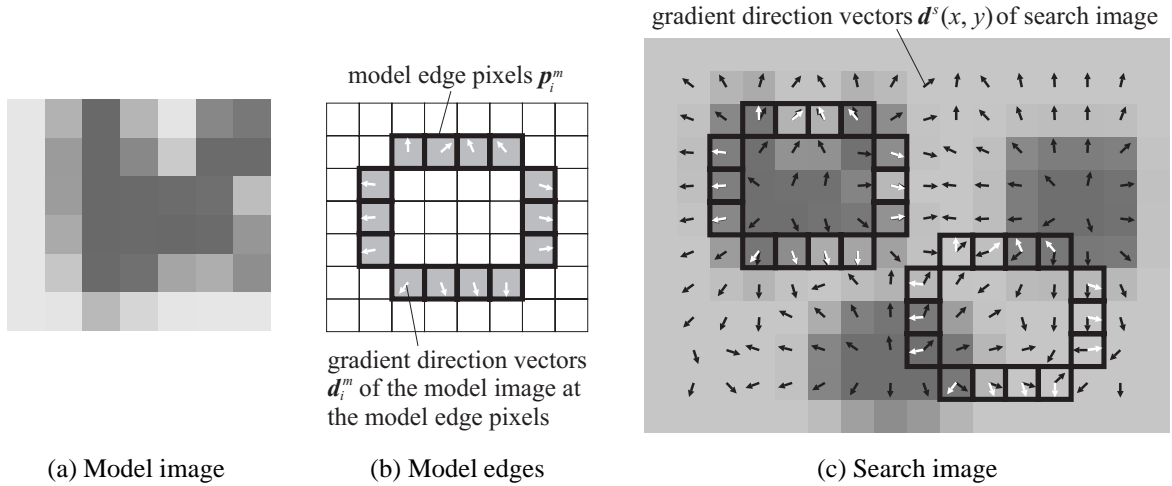 gradient direction vectors d^s(x, y) of search image
model edge pixels p_i^m
gradient direction vectors
d_i^m of the model image at
the model edge pixels
(a) Model image
(b) Model edges
(c) Search image